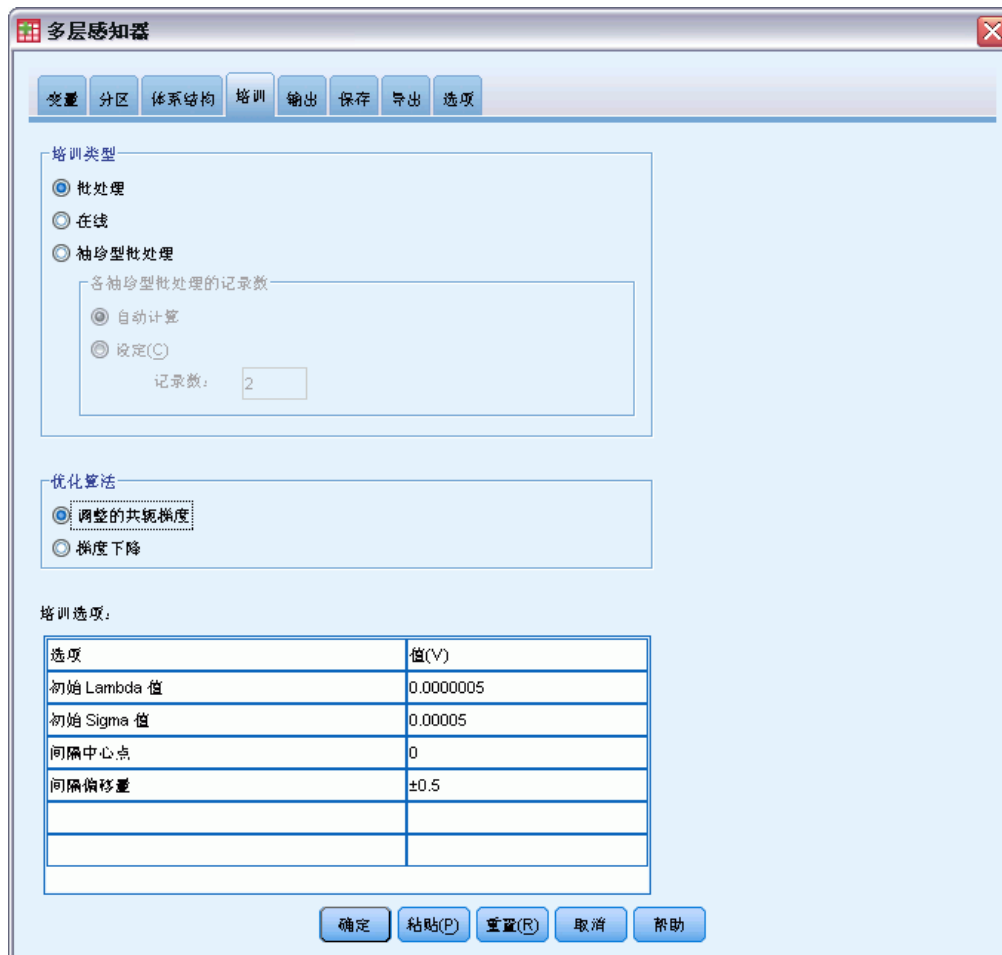 多层感知器
变量 分区 体系结构 培训 输出 保存 导出 选项
培训类型
批处理
在线
袖珍型批处理
各袖珍型批处理的记录数
自动计算
设定(C)
记录数: 2
优化算法
调整的共轭梯度
梯度下降
培训选项:
选项 值(V)
初始 Lambda 值 0.0000005
初始 Sigma 值 0.00005
间隔中心点 0
间隔偏移量 ±0.5
确定 粘贴(P) 重置(R) 取消 帮助